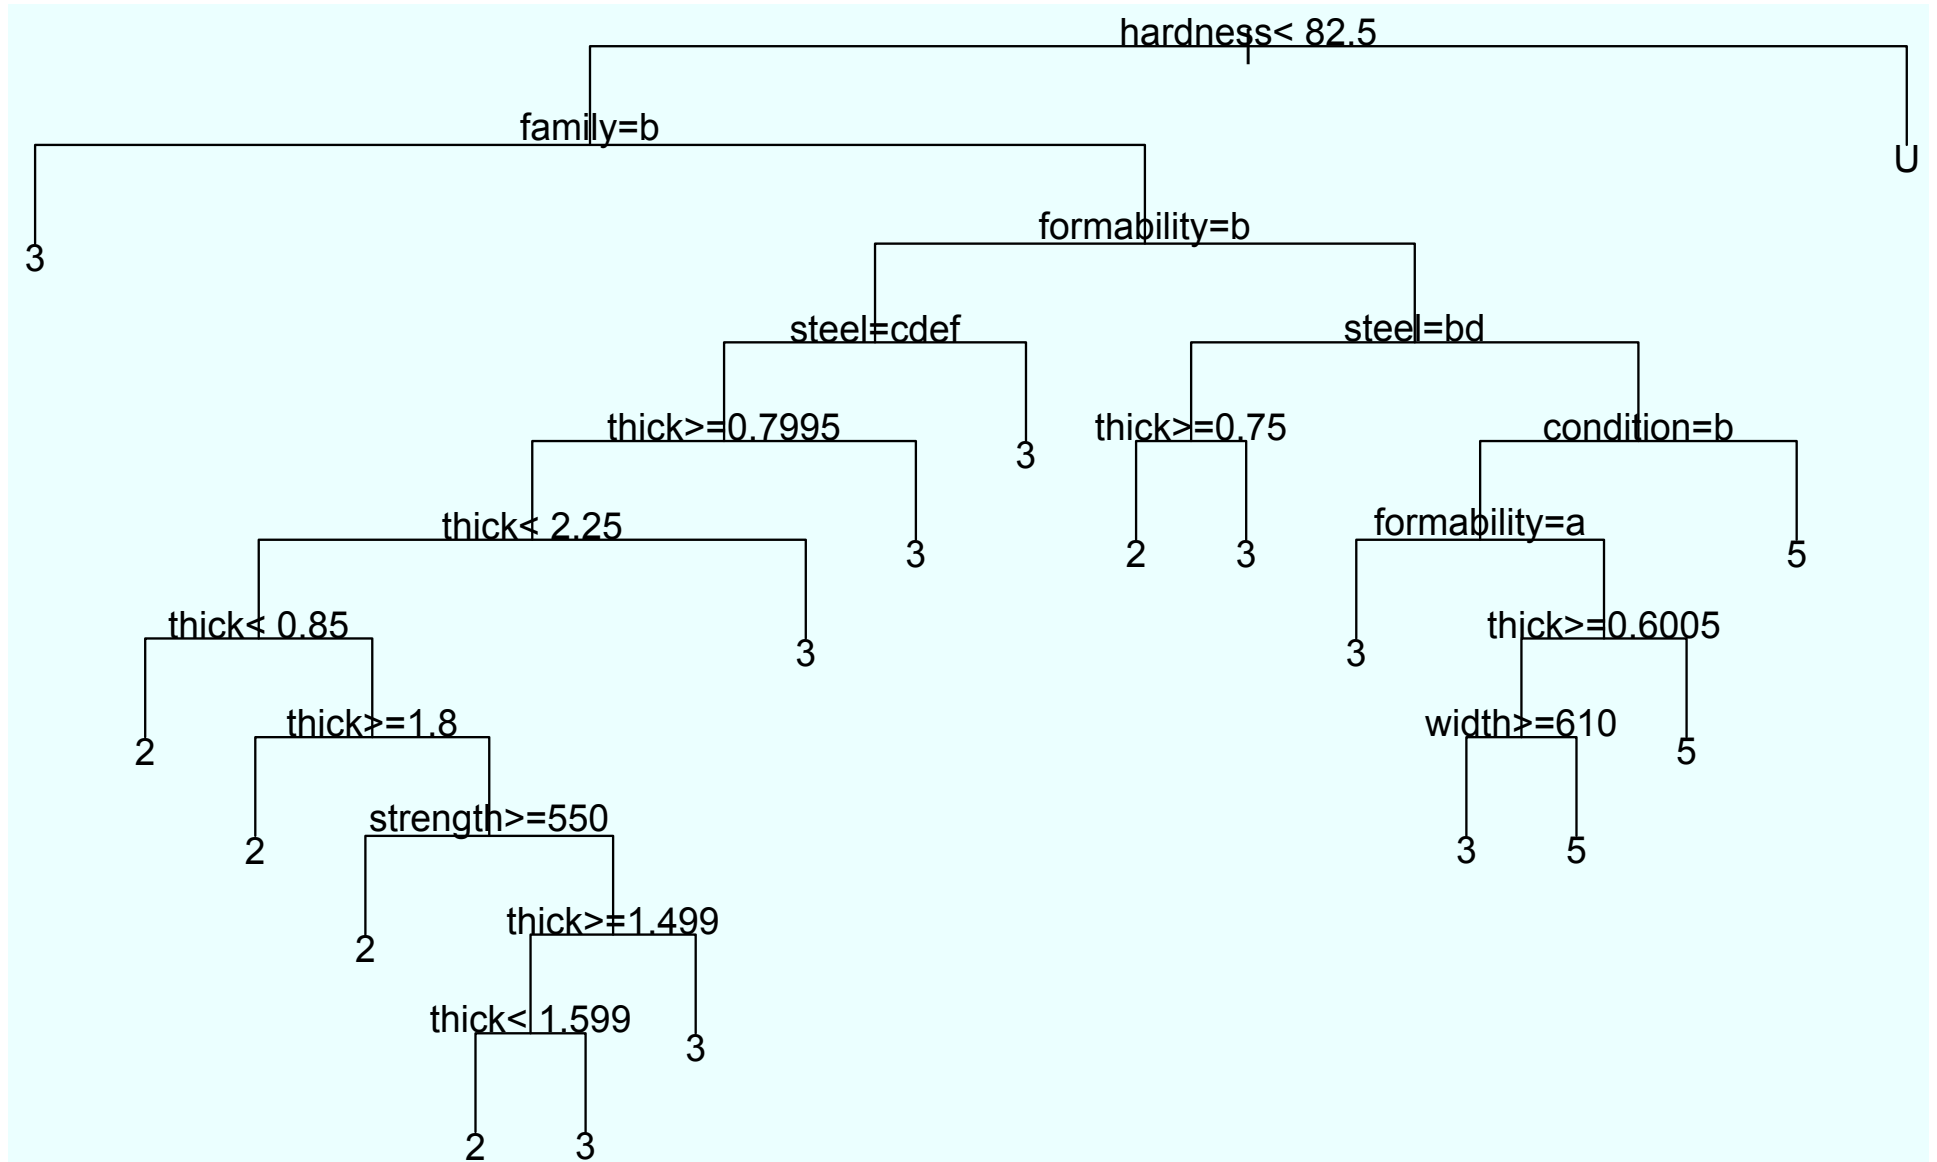 hardness< 82.5
family=b
U
formability=b
3
steel=cdef
steel=bd
thick>=0.7995
3
thick>=0.75
condition=b
thick< 2.25
3
2
3
formability=a
5
thick< 0.85
3
3
thick>=0.6005
2
thick>=1.8
width>=610
5
2
strength>=550
3
5
2
thick>=1.499
thick< 1.599
3
2
3